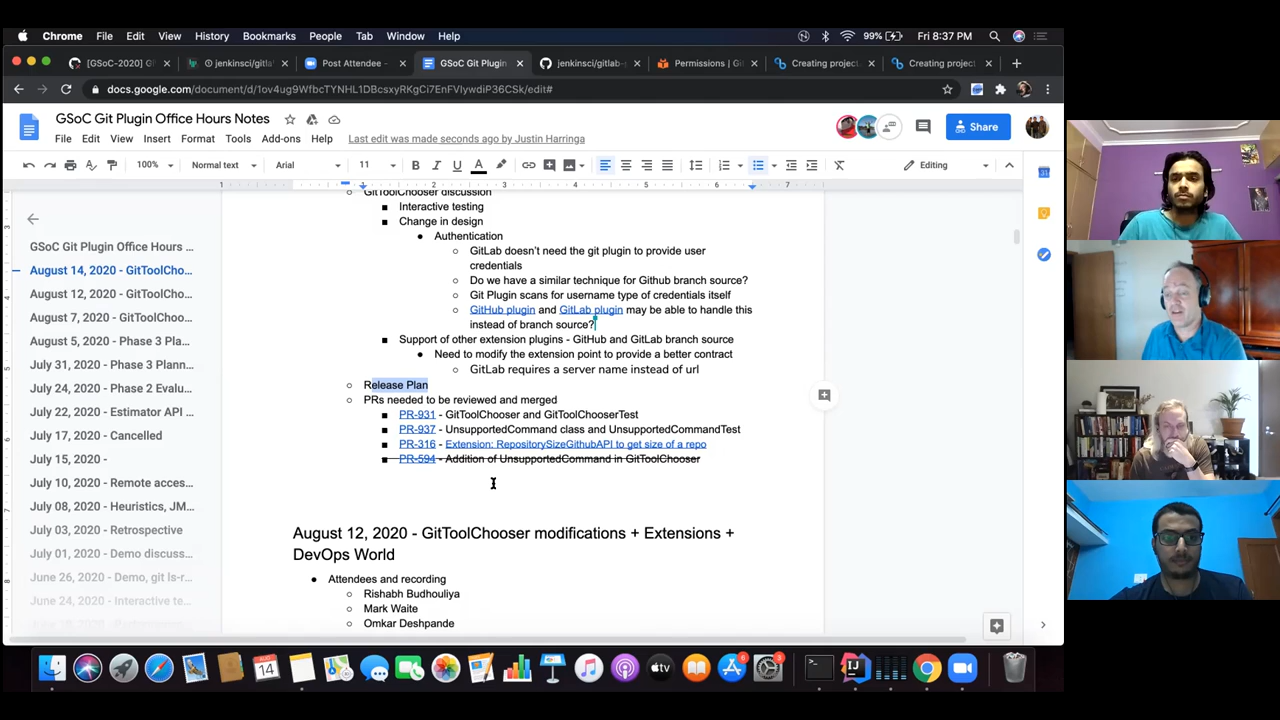 Chrome File Edit View History Bookmarks People Tab Window Help 99% Fri 8:37 PM
[GSoC-2020] Gi jenkinsci/gitla Post Attendee - GSoC Git Plugin jenkinsci/gitlab- Permissions | Git Creating project Creating project
docs.google.com/document/d/1ov4ug9WfbcTYNHL1DBcsxyRKgCi7EnFVIywdiP36CSk/edit#
GSoC Git Plugin Office Hours Notes
File Edit View Insert Format Tools Add-ons Help Last edit was made seconds ago by Justin Harringa
Share
100% Normal text Arial 11 B I U A Editing
1 2 3 4 5 6 7
GitToolChooser discussion
Interactive testing
Change in design
Authentication
GitLab doesn't need the git plugin to provide user
credentials
Do we have a similar technique for Github branch source?
Git Plugin scans for username type of credentials itself
GitHub plugin and GitLab plugin may be able to handle this
instead of branch source?
Support of other extension plugins - GitHub and GitLab branch source
Need to modify the extension point to provide a better contract
GitLab requires a server name instead of url
Release Plan
PRs needed to be reviewed and merged
PR-931 - GitToolChooser and GitToolChooserTest
PR-937 - UnsupportedCommand class and UnsupportedCommandTest
PR-316 - Extension: RepositorySizeGithubAPI to get size of a repo
PR-594 - Addition of UnsupportedCommand in GitToolChooser
August 12, 2020 - GitToolChooser modifications + Extensions +
DevOps World
Attendees and recording
Rishabh Budhouliya
Mark Waite
Omkar Deshpande
GSoC Git Plugin Office Hours ...
August 14, 2020 - GitToolCho...
August 12, 2020 - GitToolCho...
August 7, 2020 - GitToolChoo...
August 5, 2020 - Phase 3 Pla...
July 31, 2020 - Phase 3 Plann...
July 24, 2020 - Phase 2 Evalu...
July 22, 2020 - Estimator API ...
July 17, 2020 - Cancelled
July 15, 2020 -
July 10, 2020 - Remote acces...
July 08, 2020 - Heuristics, JM...
July 03, 2020 - Retrospective
July 01, 2020 - Demo discuss...
June 26, 2020 - Demo, git ls-r...
June 24, 2020 - Interactive te...
AUG
14
tv